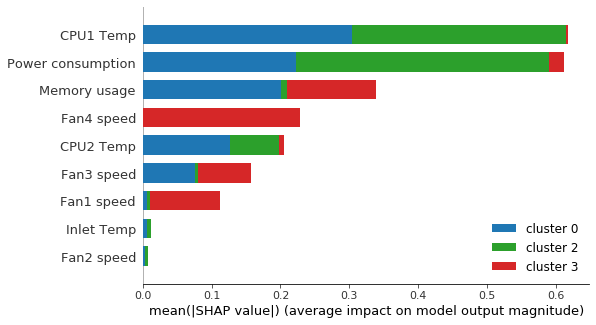 CPU1 Temp
Power consumption
Memory usage
Fan4 speed
CPU2 Temp
Fan3 speed
Fan1 speed
Inlet Temp
Fan2 speed
cluster 0
cluster 2
cluster 3
0.0 0.1 0.2 0.3 0.4 0.5 0.6
mean(|SHAP value|) (average impact on model output magnitude)